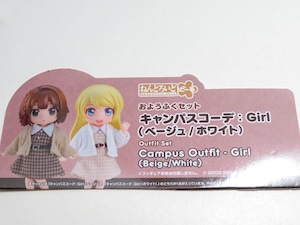 ねんどろいどどーる
おようふくセット
キャンパスコーデ：Girl
（ベージュ / ホワイト）
Outfit Set
Campus Outfit - Girl
(Beige/White)